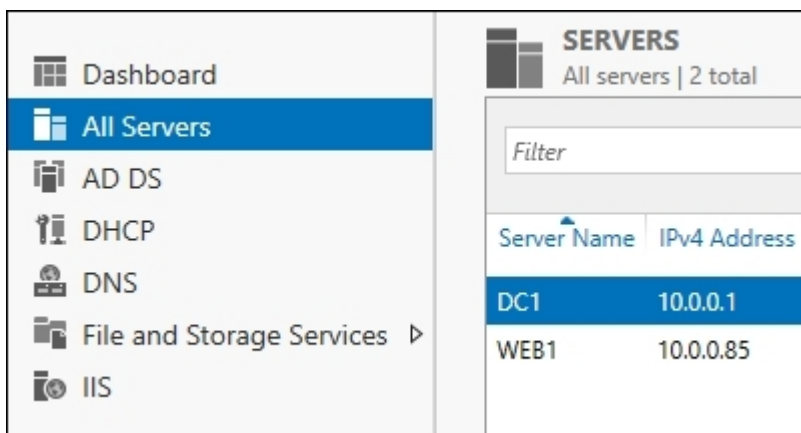 Dashboard
All Servers
AD DS
DHCP
DNS
File and Storage Services
IIS
SERVERS
All servers | 2 total
Filter
Server Name IPv4 Address
DC1 10.0.0.1
WEB1 10.0.0.85